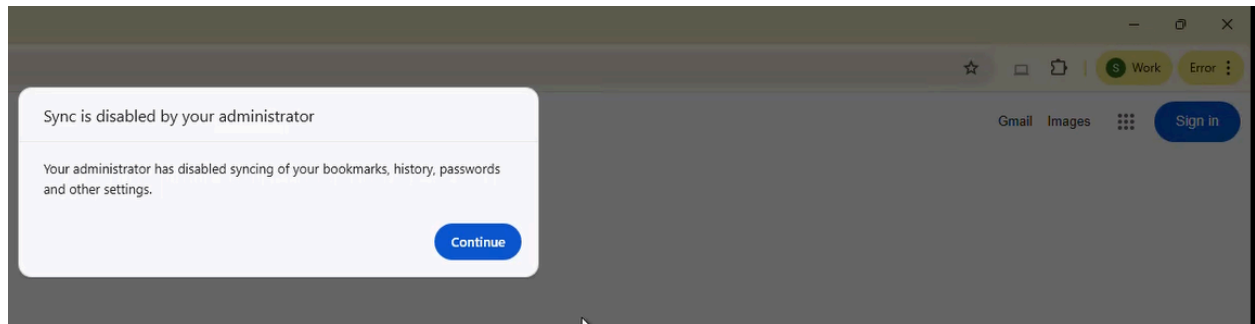 S Work Error
Gmail Images Sign in
Sync is disabled by your administrator
Your administrator has disabled syncing of your bookmarks, history, passwords
and other settings.
Continue